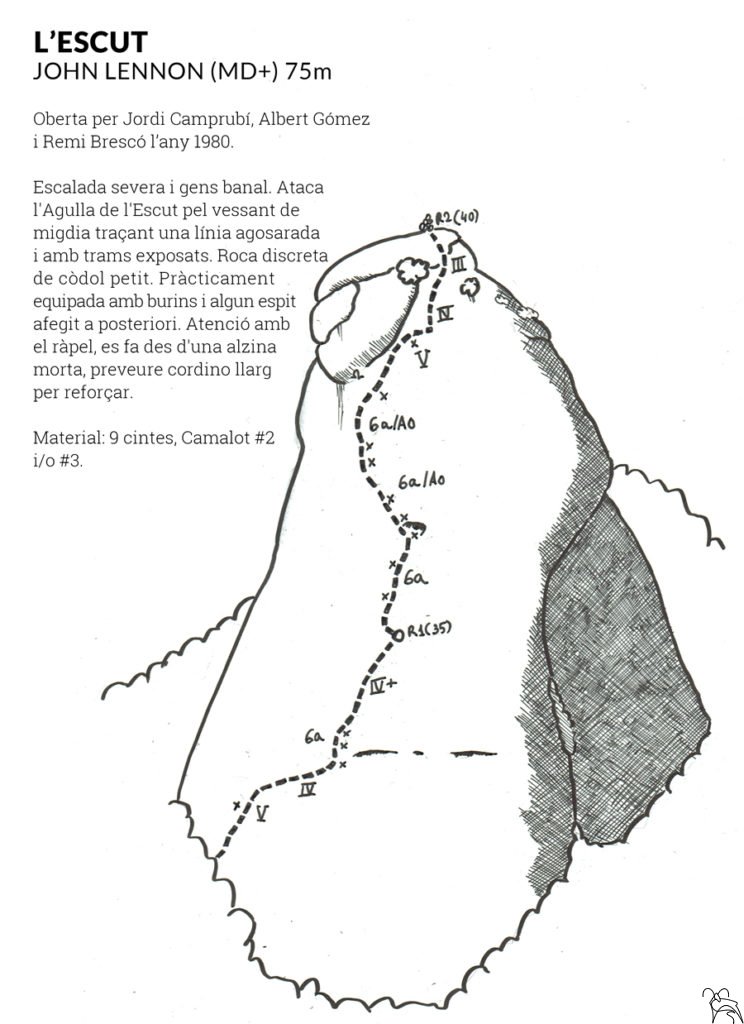 L'ESCUT
JOHN LENNON (MD+) 75m
Oberta per Jordi Camprubí, Albert Gómez
i Remi Brescó l'any 1980.
Escalada severa i gens banal. Ataca
l'Agulla de l'Escut pel vessant de
migdia traçant una línia agosarada
i amb trams exposats. Roca discreta
de còdol petit. Pràcticament
equipada amb burins i algun espit
afegit a posteriori. Atenció amb
el ràpel, es fa des d'una alzina
morta, preveure cordino llarg
per reforçar.
Material: 9 cintes, Camalot #2
i/o #3.
R2(40)
III
IV
V
6a/A0
6a/A0
6a
R1(35)
IV+
6a
IV
V